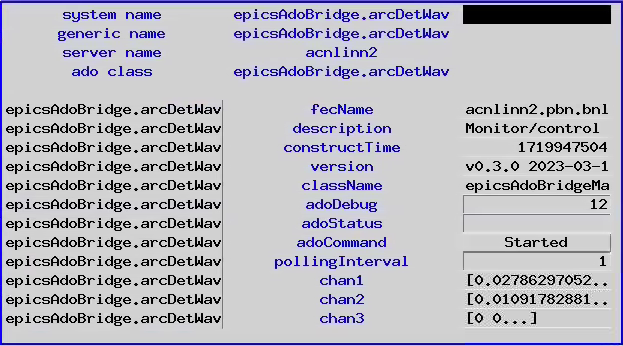 system name epicsAdoBridge.arcDetWav
generic name epicsAdoBridge.arcDetWav
server name acnlinn2
ado class epicsAdoBridge.arcDetWav
epicsAdoBridge.arcDetWav fecName acnlinn2.pbn.bnl
epicsAdoBridge.arcDetWav description Monitor/control
epicsAdoBridge.arcDetWav constructTime 1719947504
epicsAdoBridge.arcDetWav version v0.3.0 2023-03-1
epicsAdoBridge.arcDetWav className epicsAdoBridgeMa
epicsAdoBridge.arcDetWav adoDebug 12
epicsAdoBridge.arcDetWav adoStatus
epicsAdoBridge.arcDetWav adoCommand Started
epicsAdoBridge.arcDetWav pollingInterval 1
epicsAdoBridge.arcDetWav chan1 [0.02786297052..
epicsAdoBridge.arcDetWav chan2 [0.01091782881..
epicsAdoBridge.arcDetWav chan3 [0 0...]